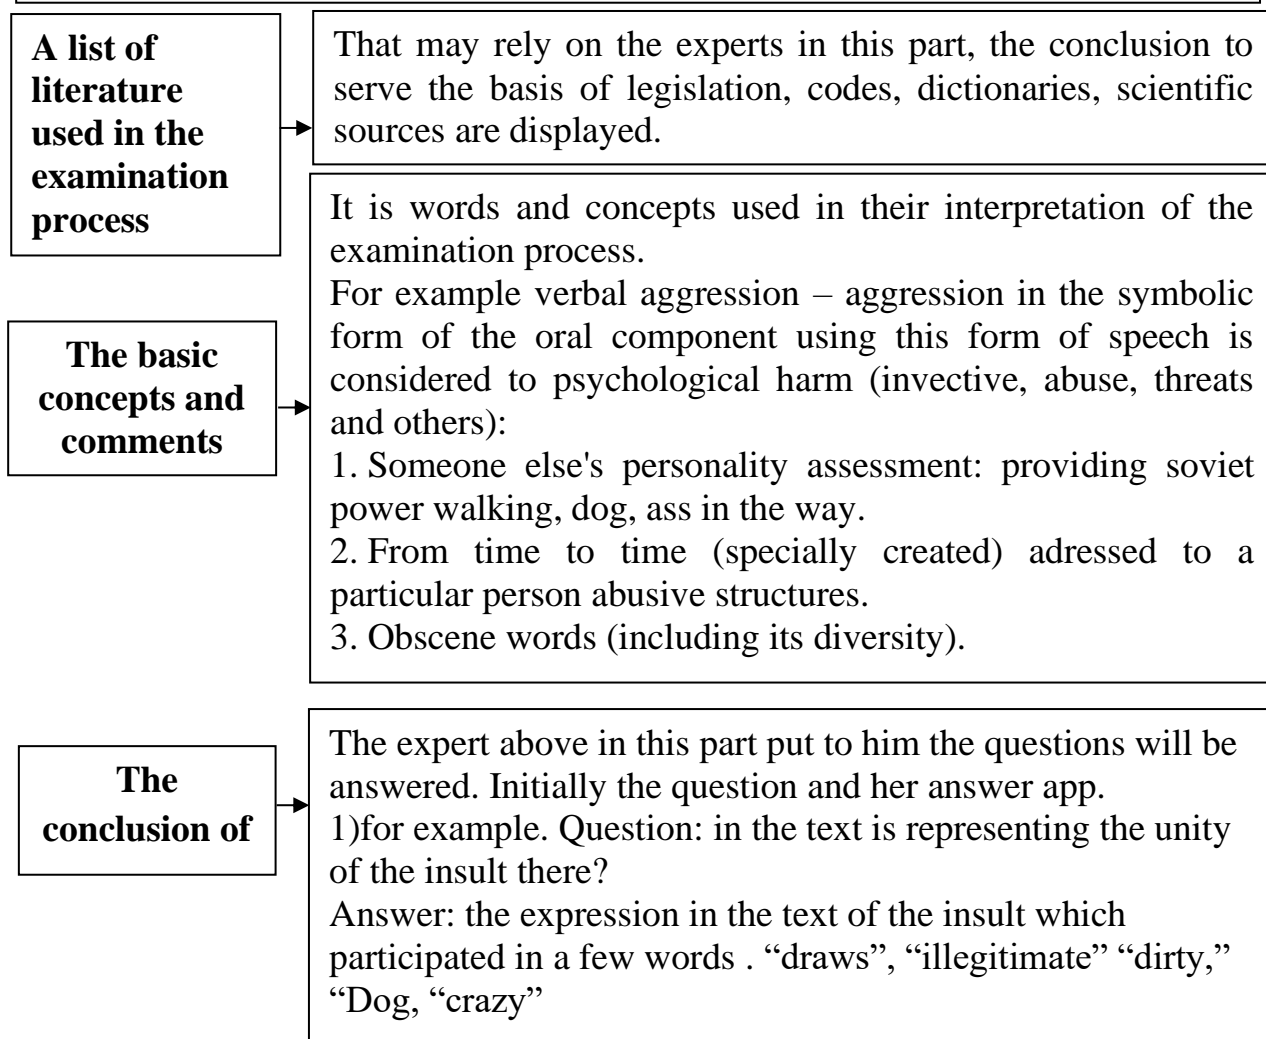 A list of
literature
used in the
examination
process
That may rely on the experts in this part, the conclusion to
serve the basis of legislation, codes, dictionaries, scientific
sources are displayed.
The basic
concepts and
comments
It is words and concepts used in their interpretation of the
examination process.
For example verbal aggression – aggression in the symbolic
form of the oral component using this form of speech is
considered to psychological harm (invective, abuse, threats
and others):
1. Someone else's personality assessment: providing soviet
power walking, dog, ass in the way.
2. From time to time (specially created) adressed to a
particular person abusive structures.
3. Obscene words (including its diversity).
The
conclusion of
The expert above in this part put to him the questions will be
answered. Initially the question and her answer app.
1)for example. Question: in the text is representing the unity
of the insult there?
Answer: the expression in the text of the insult which
participated in a few words . “draws”, “illegitimate” “dirty,”
“Dog, “crazy”